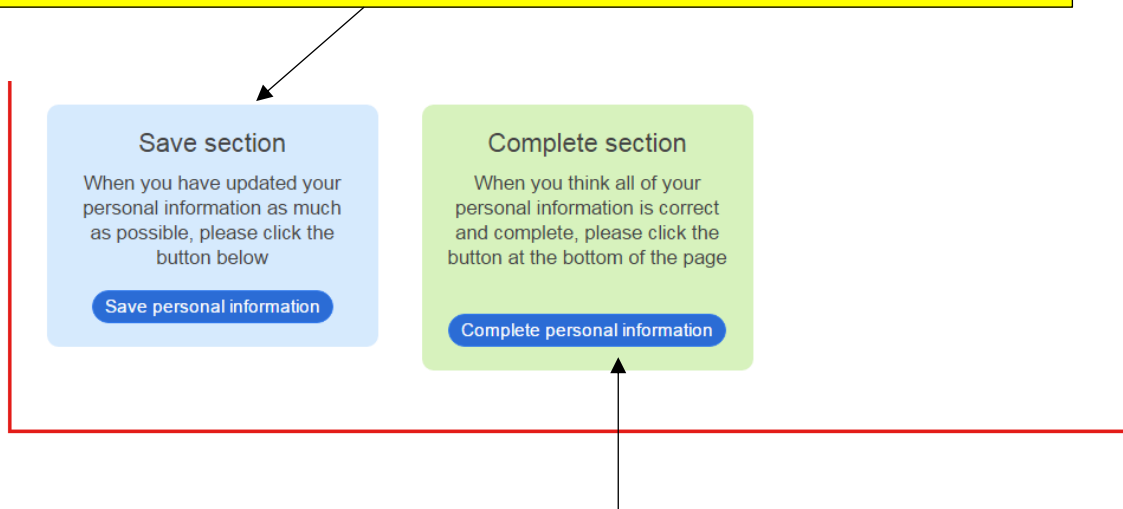 Save section
When you have updated your
personal information as much
as possible, please click the
button below
Save personal information
Complete section
When you think all of your
personal information is correct
and complete, please click the
button at the bottom of the page
Complete personal information